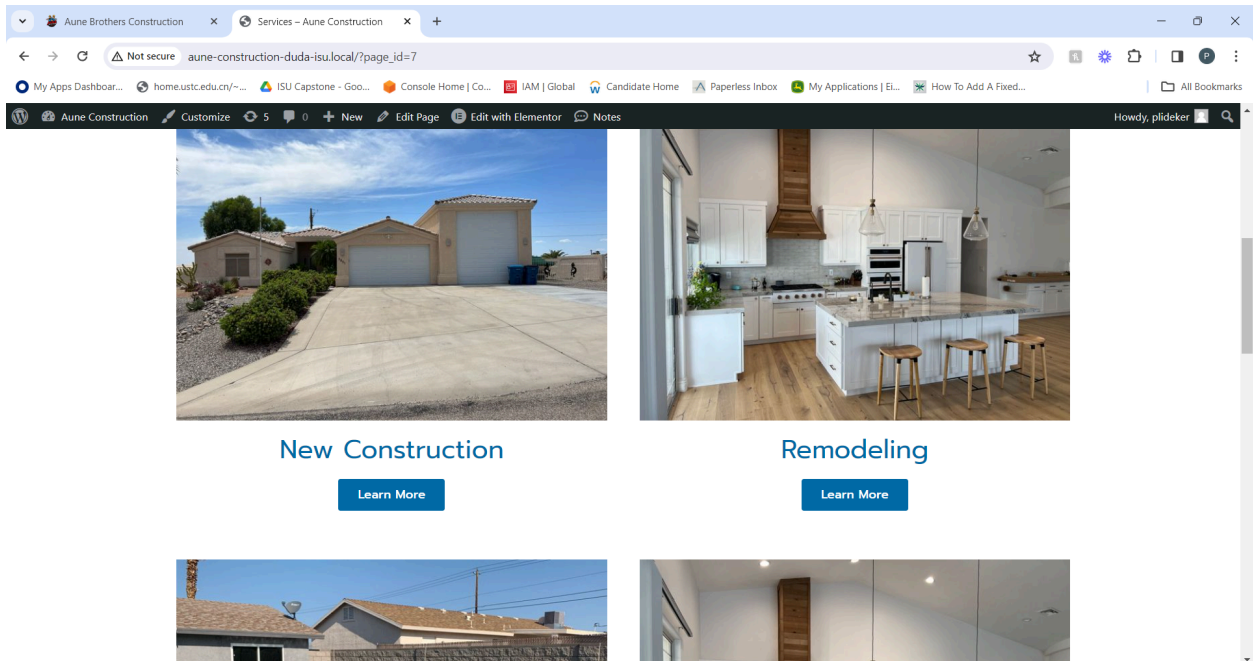 Aune Brothers Construction
Services – Aune Construction
Not secure
aune-construction-duda-isu.local/?page_id=7
P
My Apps Dashboar...
home.ustc.edu.cn/~...
ISU Capstone - Goo...
Console Home | Co...
IAM | Global
Candidate Home
Paperless Inbox
My Applications | Ei...
How To Add A Fixed...
All Bookmarks
Aune Construction
Customize
5
0
New
Edit Page
Edit with Elementor
Notes
Howdy, plideker
New Construction
Remodeling
Learn More
Learn More